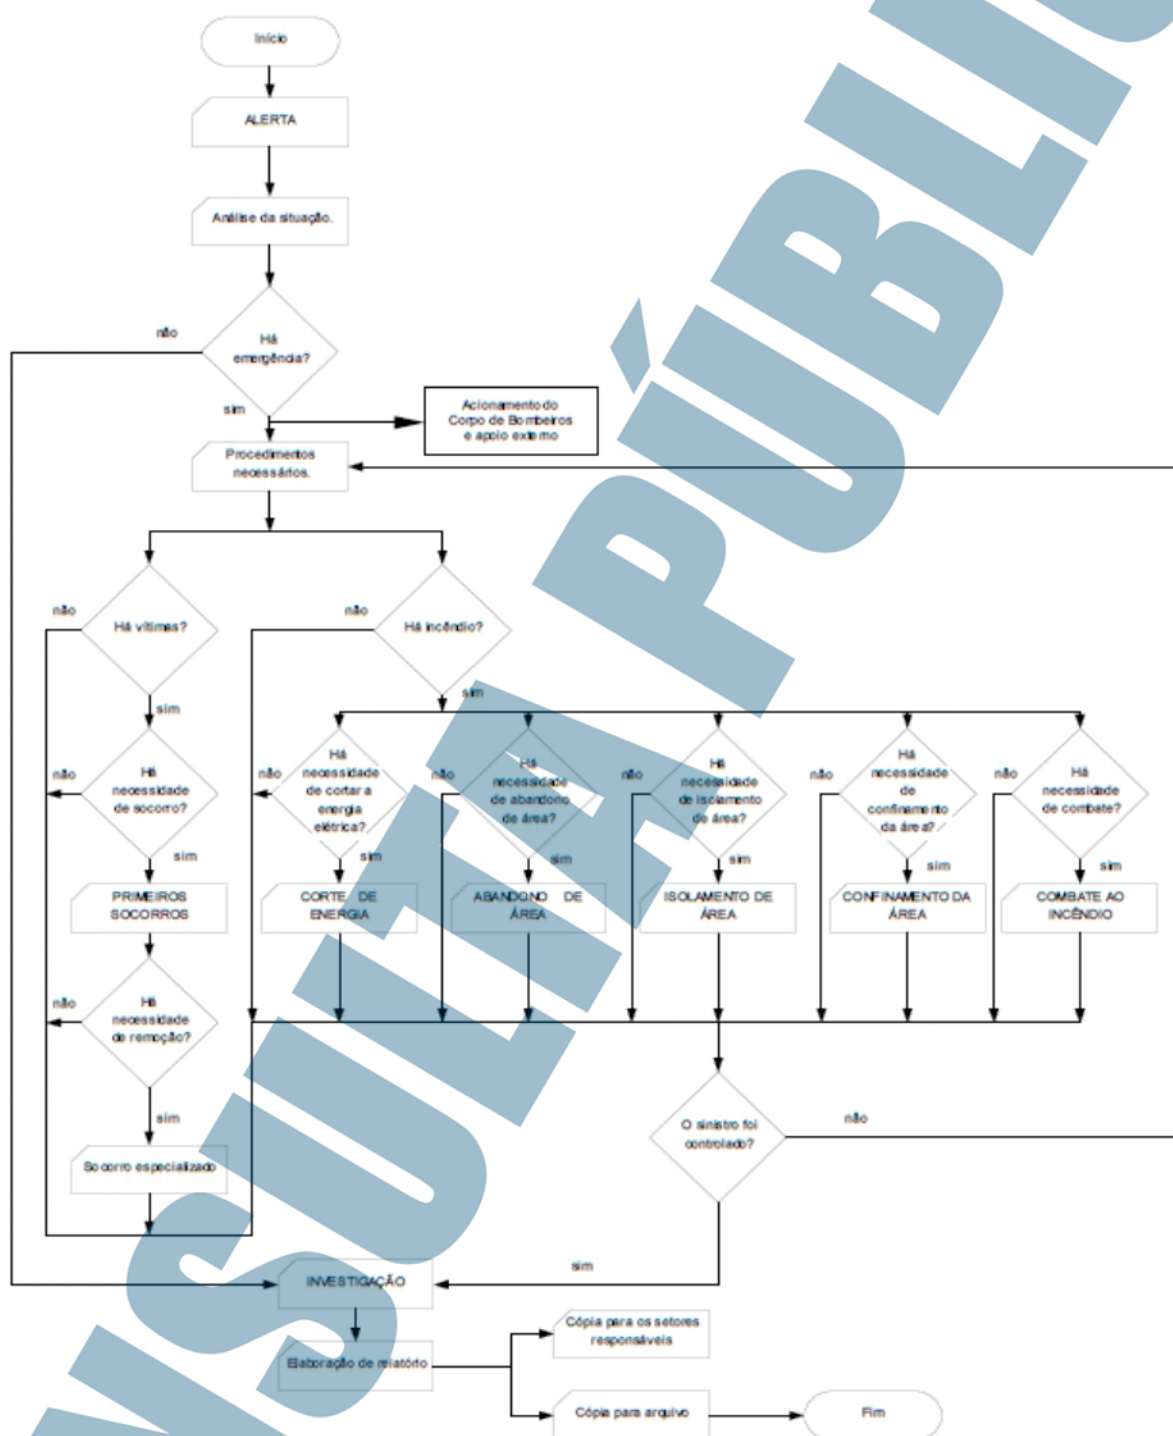 Início
ALERTA
Análise da situação.
não
Há
emergência?
sim
Acionamento do
Corpo de Bombeiros
e apoio externo
Procedimentos
necessários.
não
Há vítimas?
não
Há incêndio?
sim
sim
não
Há
necessidade
de socorro?
não
Há
necessidade
de cortar a
energia
elétrica?
não
Há
necessidade
de abandono
de área?
não
Há
necessidade
de isolamento
de área?
não
Há
necessidade
de
confinamento
da área?
não
Há
necessidade
de combate?
sim
sim
sim
sim
sim
sim
PRIMEIROS
SOCORROS
CORTE DE
ENERGIA
ABANDONO DE
ÁREA
ISOLAMENTO DE
ÁREA
CONFINAMENTO DA
ÁREA
COMBATE AO
INCÊNDIO
não
Há
necessidade
de remoção?
sim
O sinistro foi
controlado?
não
Socorro especializado
sim
INVESTIGAÇÃO
Cópia para os setores
responsáveis
Elaboração de relatório
Cópia para arquivo
Fim
NSULTA PÚBLIC